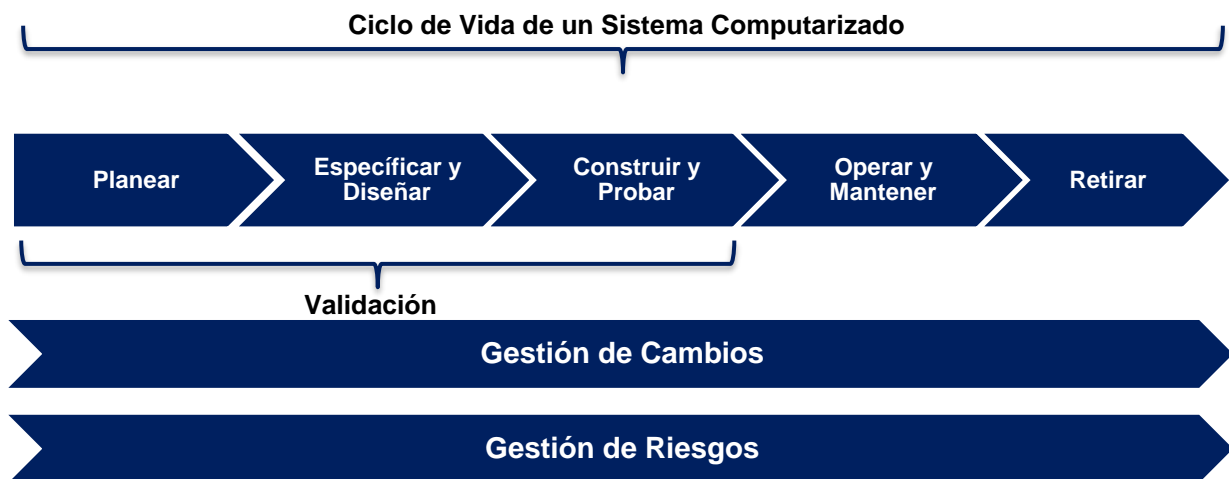 Ciclo de Vida de un Sistema Computarizado
Planear
Específicar y
Diseñar
Construir y
Probar
Operar y
Mantener
Retirar
Validación
Gestión de Cambios
Gestión de Riesgos